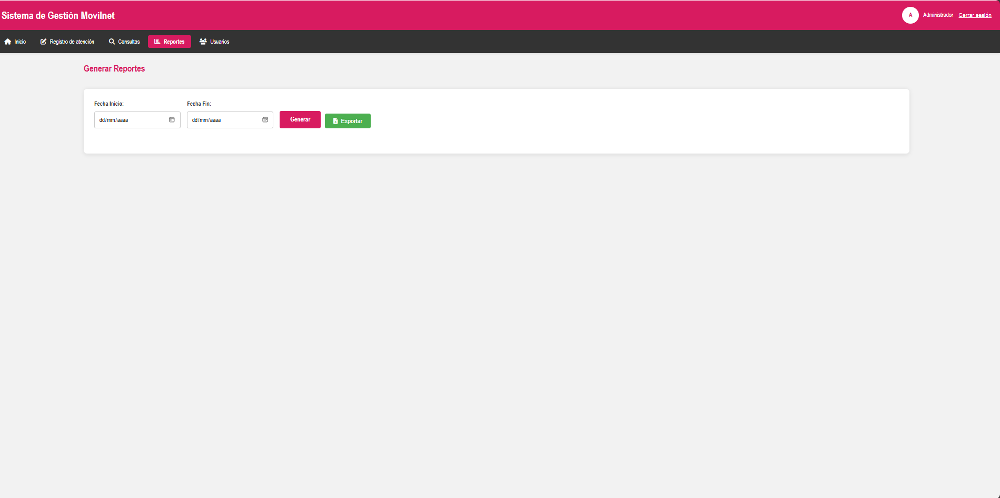 Sistema de Gestión Movilnet
A Administrador Cerrar sesión
Inicio Registro de atención Consultas Reportes Usuarios
Generar Reportes
Fecha Inicio: Fecha Fin:
dd/mm/aaaa dd/mm/aaaa Generar Exportar